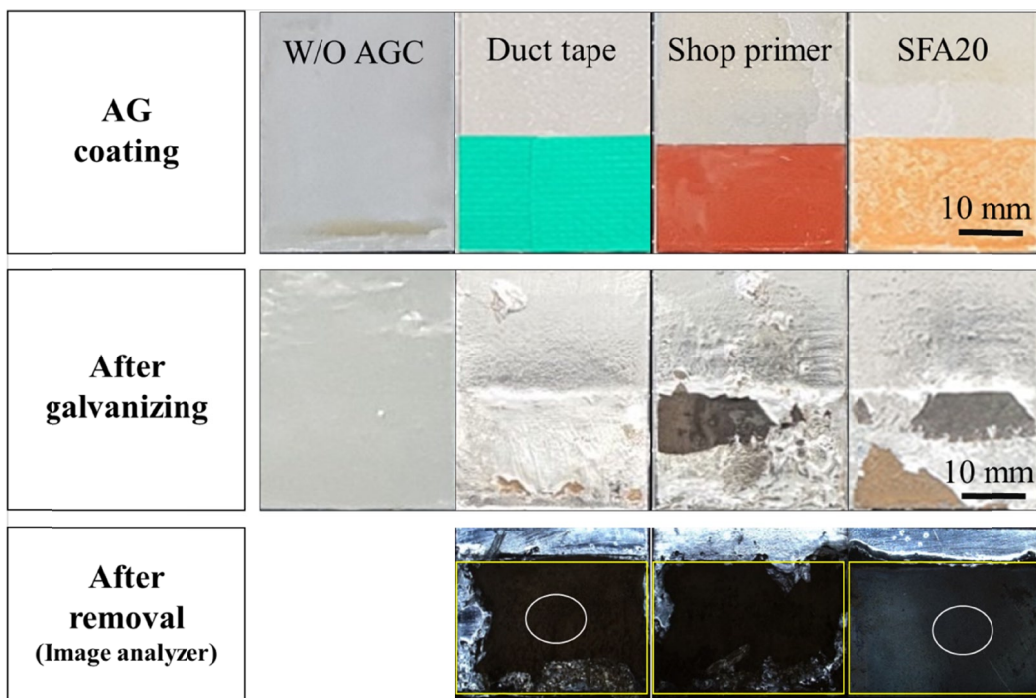 AG
coating
W/O AGC
Duct tape
Shop primer
SFA20
10 mm
After
galvanizing
10 mm
After
removal
(Image analyzer)